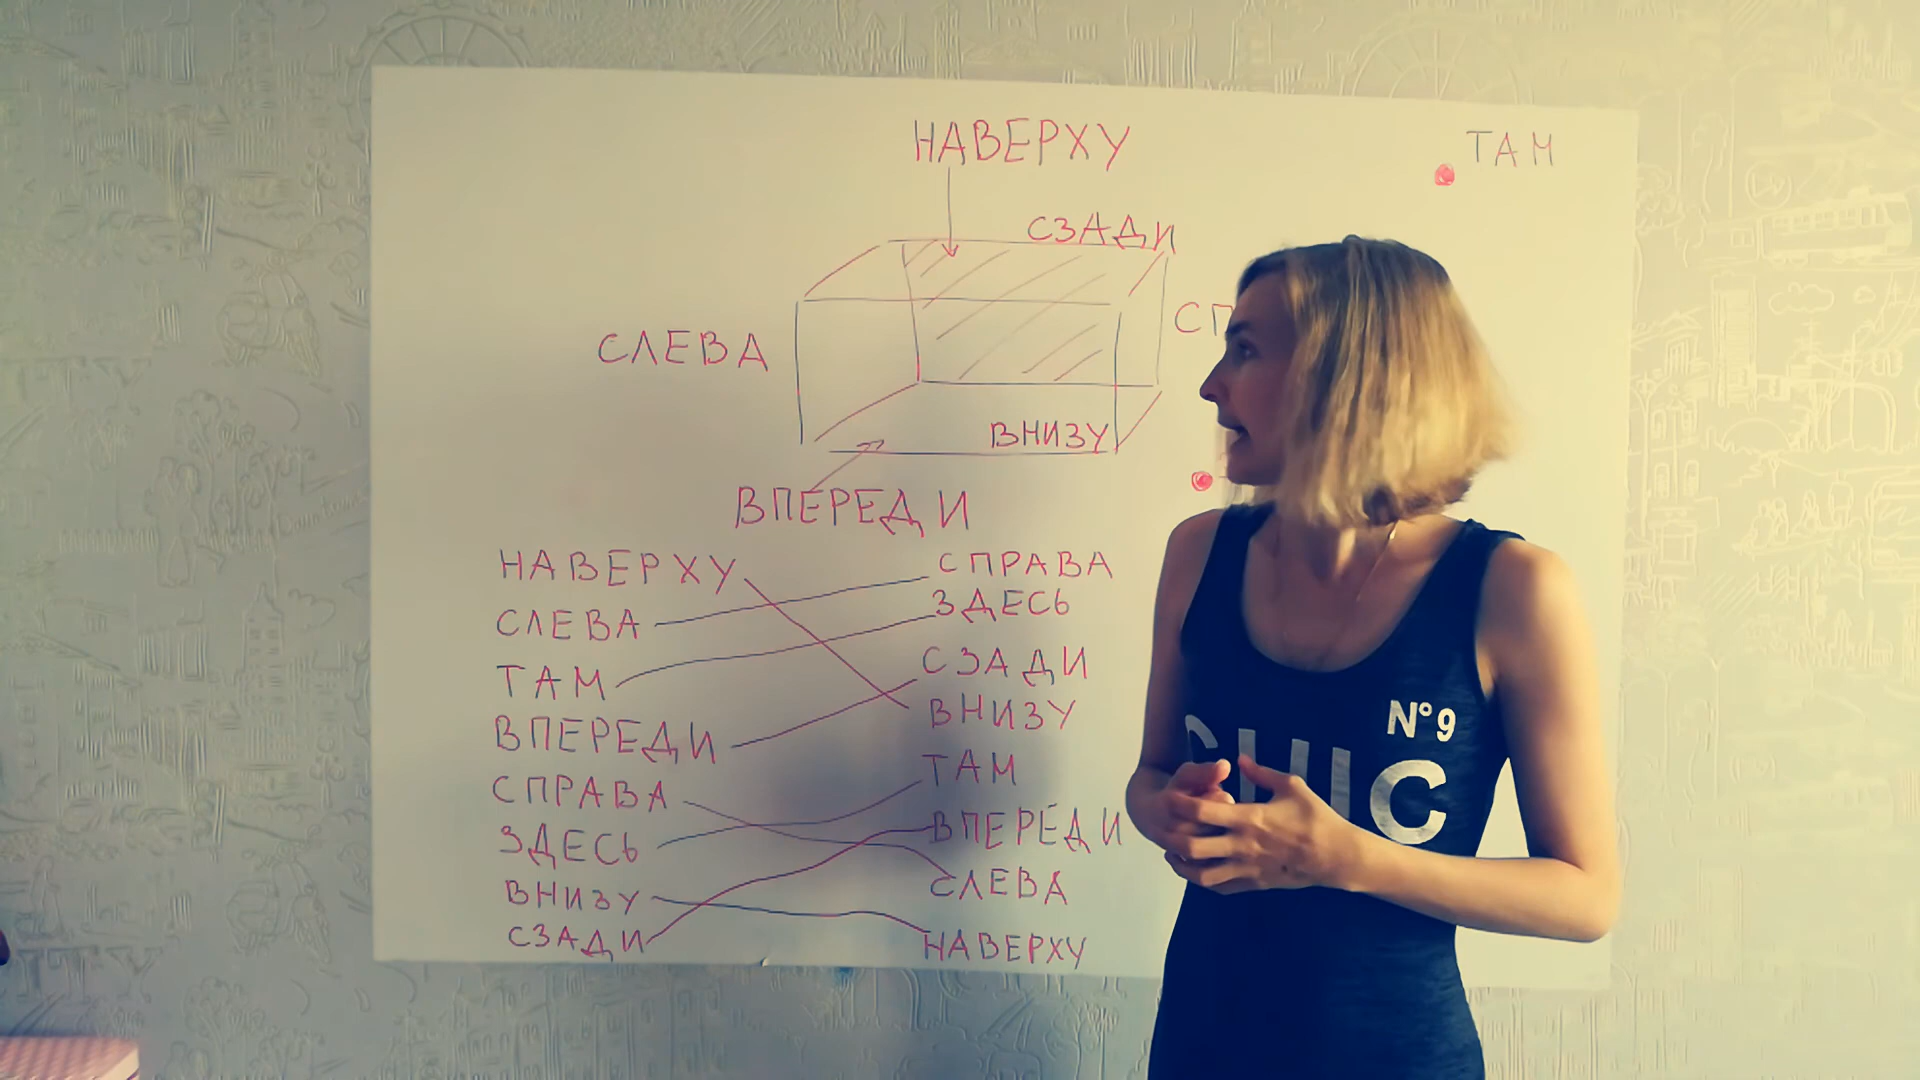 НАВЕРХУ
ТАМ
СЗАДИ
СЛЕВА
ВНИЗУ
ВПЕРЕДИ
НАВЕРХУ СПРАВА
СЛЕВА ЗДЕСЬ
ТАМ СЗАДИ
ВПЕРЕДИ ВНИЗУ
СПРАВА ТАМ
ЗДЕСЬ ВПЕРЕДИ
ВНИЗУ СЛЕВА
СЗАДИ НАВЕРХУ
N°9